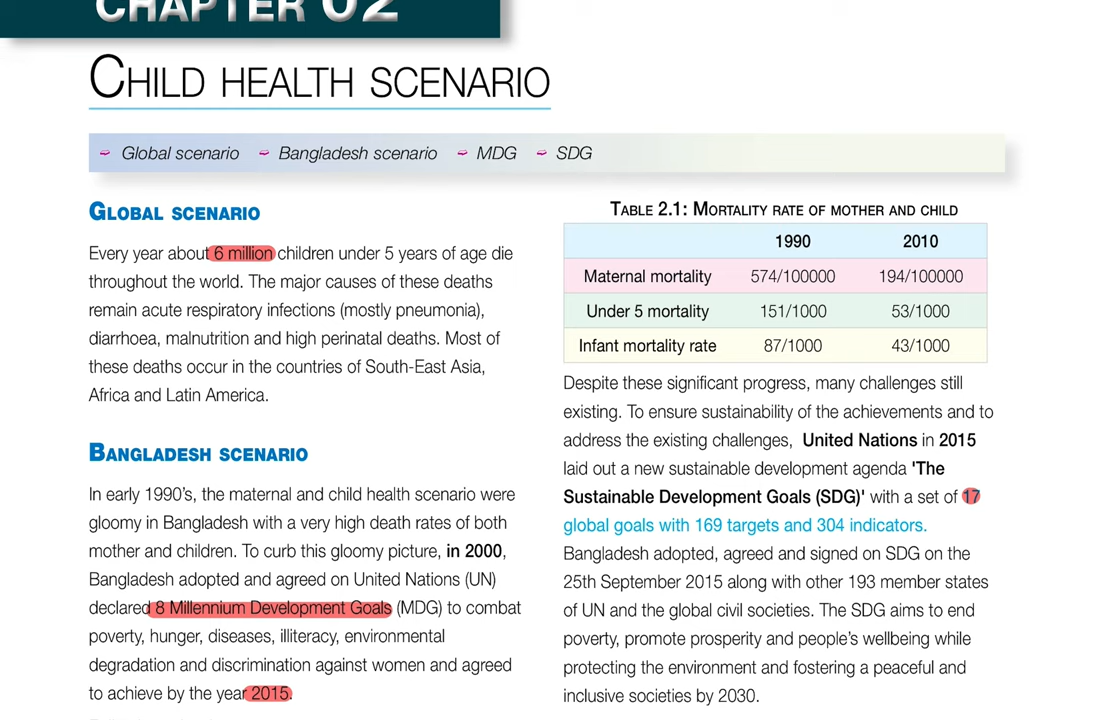 CHAPTER 02
CHILD HEALTH SCENARIO
Global scenario Bangladesh scenario MDG SDG
GLOBAL SCENARIO
Every year about 6 million children under 5 years of age die
throughout the world. The major causes of these deaths
remain acute respiratory infections (mostly pneumonia),
diarrhoea, malnutrition and high perinatal deaths. Most of
these deaths occur in the countries of South-East Asia,
Africa and Latin America.
BANGLADESH SCENARIO
In early 1990's, the maternal and child health scenario were
gloomy in Bangladesh with a very high death rates of both
mother and children. To curb this gloomy picture, in 2000,
Bangladesh adopted and agreed on United Nations (UN)
declared 8 Millennium Development Goals (MDG) to combat
poverty, hunger, diseases, illiteracy, environmental
degradation and discrimination against women and agreed
to achieve by the year 2015.
TABLE 2.1: MORTALITY RATE OF MOTHER AND CHILD
1990 2010
Maternal mortality 574/100000 194/100000
Under 5 mortality 151/1000 53/1000
Infant mortality rate 87/1000 43/1000
Despite these significant progress, many challenges still
existing. To ensure sustainability of the achievements and to
address the existing challenges, United Nations in 2015
laid out a new sustainable development agenda 'The
Sustainable Development Goals (SDG)' with a set of 17
global goals with 169 targets and 304 indicators.
Bangladesh adopted, agreed and signed on SDG on the
25th September 2015 along with other 193 member states
of UN and the global civil societies. The SDG aims to end
poverty, promote prosperity and people's wellbeing while
protecting the environment and fostering a peaceful and
inclusive societies by 2030.